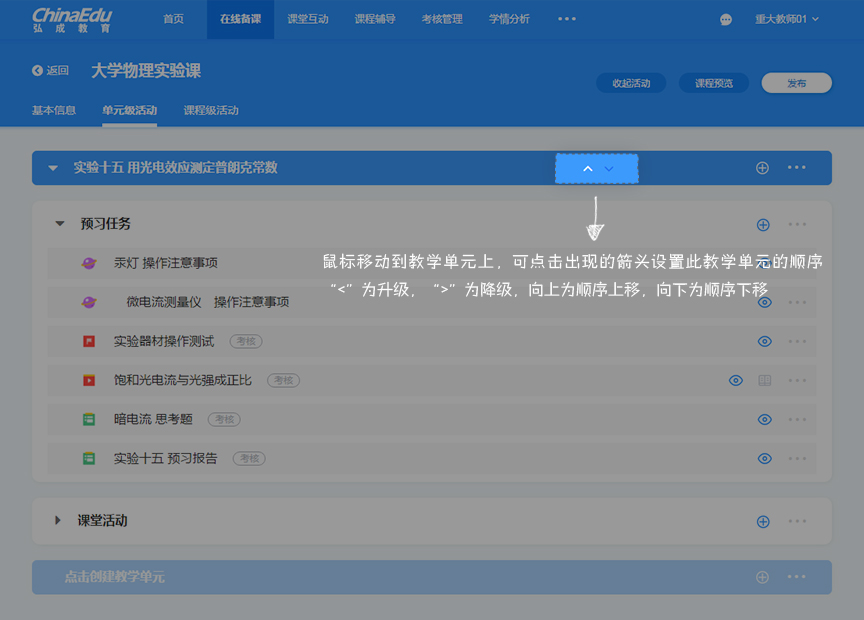 ChinaEdu
弘成教育
首页 在线备课 课堂互动 课程辅导 考核管理 学情分析 重大教师01
返回 大学物理实验课
收起活动 课程预览 发布
基本信息 单元级活动 课程级活动
实验十五 用光电效应测定普朗克常数
预习任务
汞灯 操作注意事项
鼠标移动到教学单元上，可点击出现的箭头设置此教学单元的顺序
“<”为升级，“>”为降级，向上为顺序上移，向下为顺序下移
微电流测量仪 操作注意事项
实验器材操作测试 考核
饱和光电流与光强成正比 考核
暗电流 思考题 考核
实验十五 预习报告 考核
课堂活动
点击创建教学单元